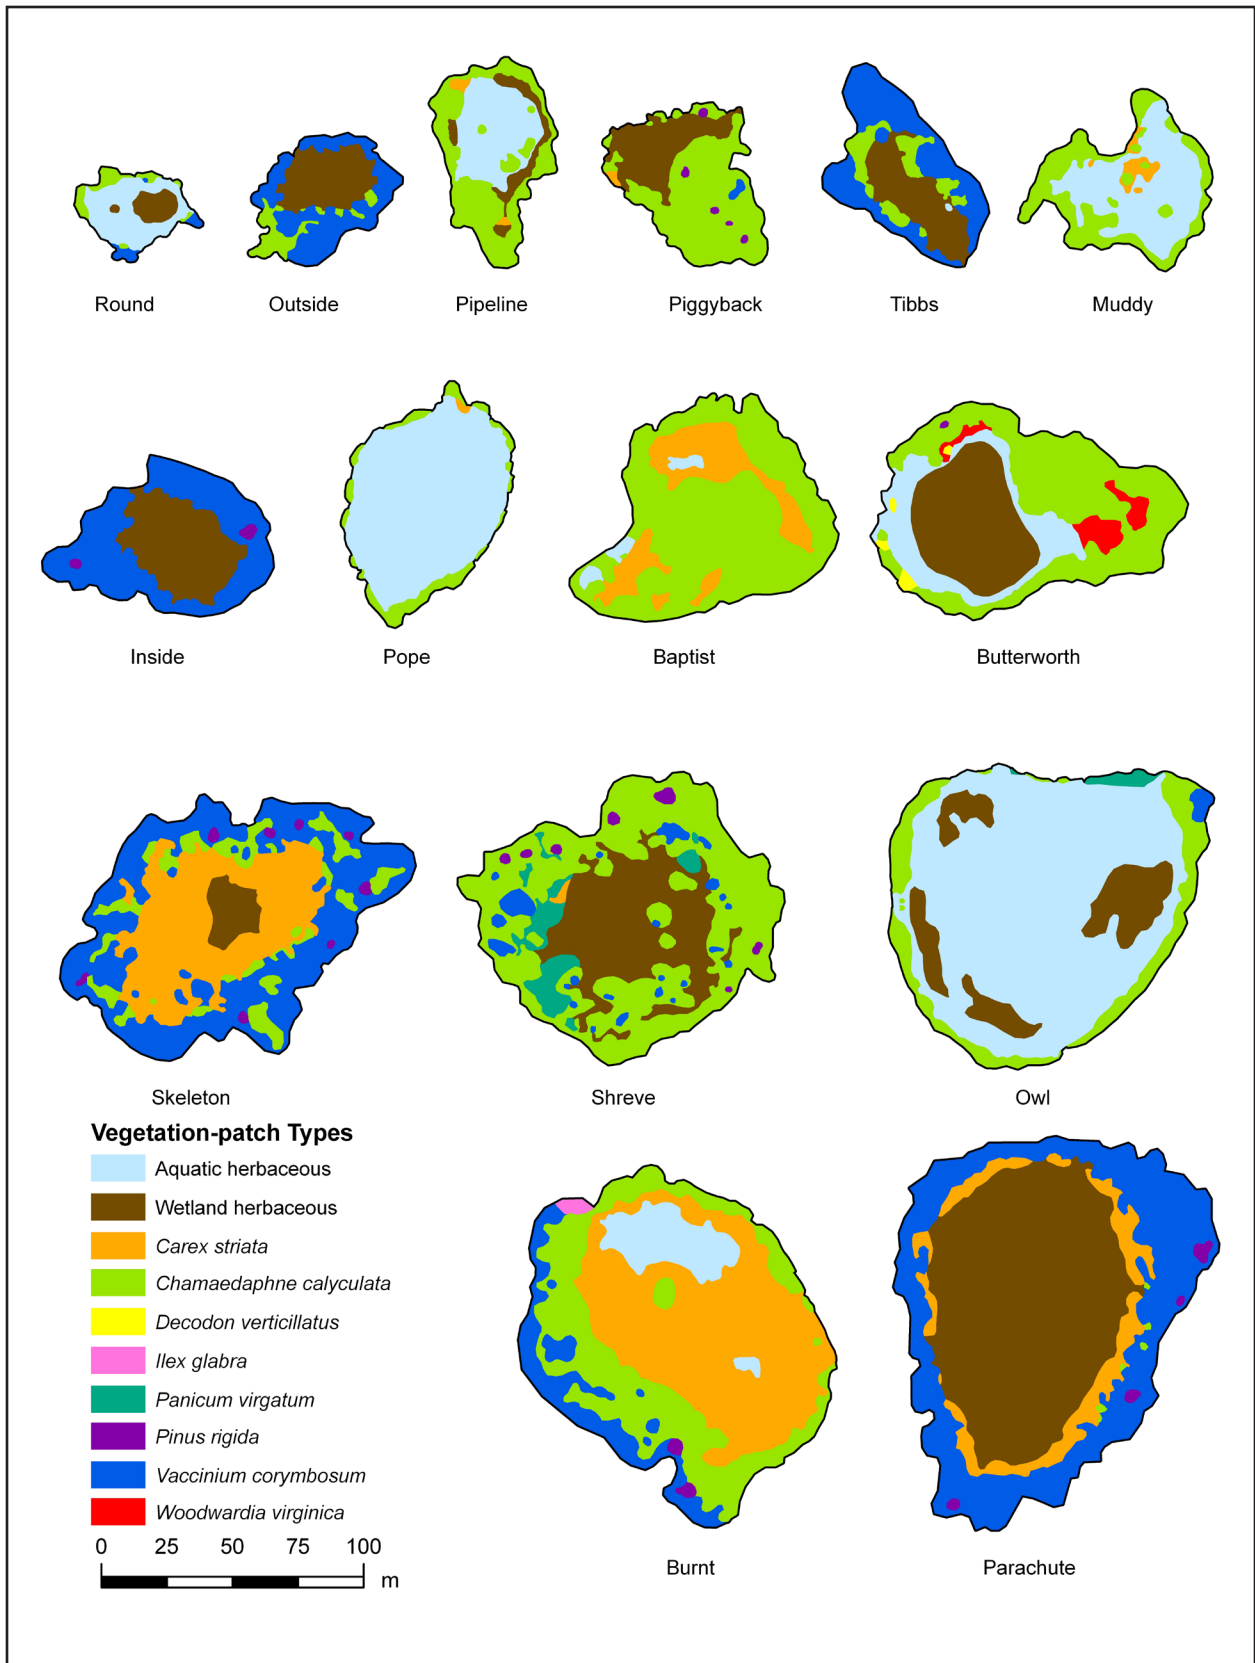 Round Outside Pipeline Piggyback Tibbs Muddy
Inside Pope Baptist Butterworth
Skeleton Shreve Owl
Vegetation-patch Types
Aquatic herbaceous
Wetland herbaceous
Carex striata
Chamaedaphne calyculata
Decodon verticillatus
Ilex glabra
Panicum virgatum
Pinus rigida
Vaccinium corymbosum
Woodwardia virginica
0 25 50 75 100
m
Burnt Parachute